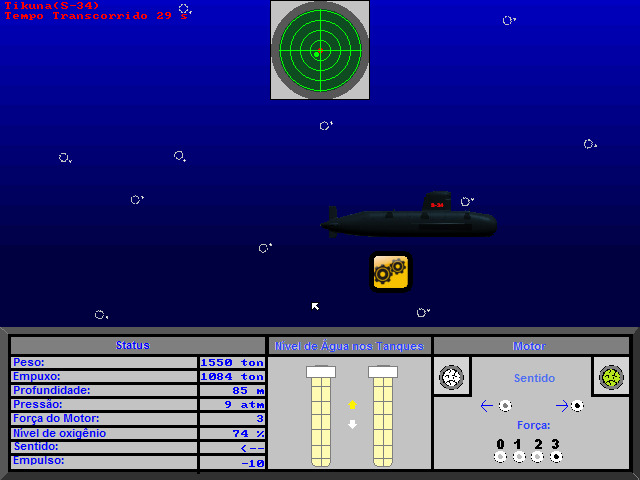 Tikuna(S-34)
Tempo Transcorrido 29 s
S-34
Status
Peso: 1550 ton
Empuxo: 1084 ton
Profundidade: 85 m
Pressão: 9 atm
Força do Motor: 3
Nivel de oxigênio 74 %
Sentido: <--
Empulso: -10
Nivel de Água nos Tanques
Motor
Sentido
Força:
0 1 2 3